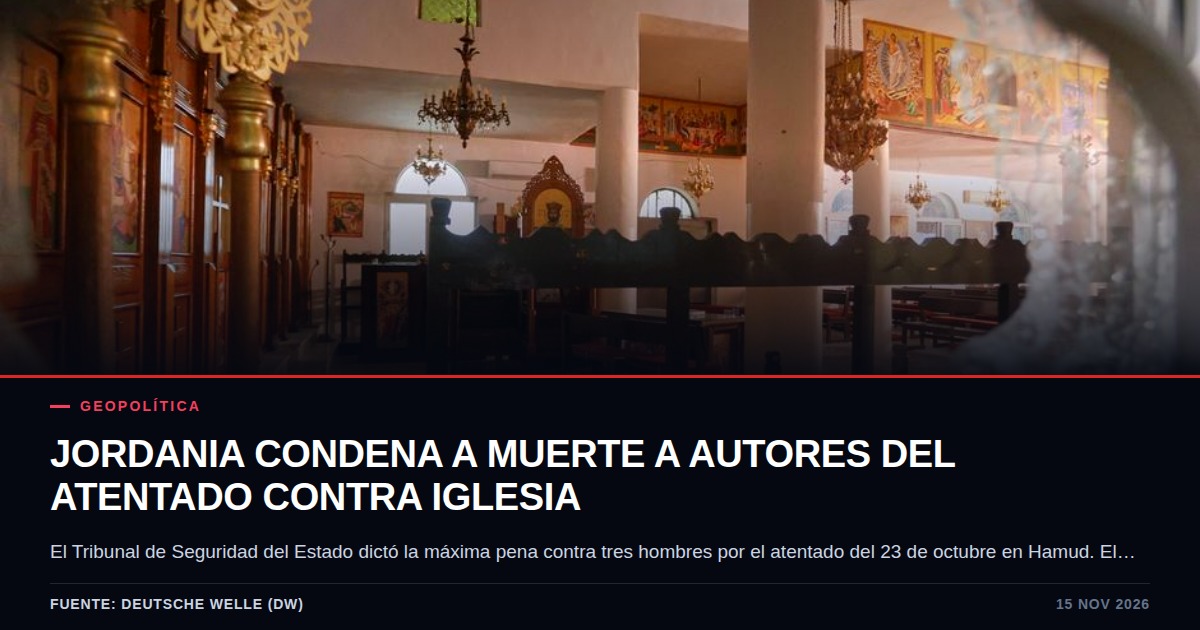 GEOPOLÍTICA
JORDANIA CONDENA A MUERTE A AUTORES DEL
ATENTADO CONTRA IGLESIA
El Tribunal de Seguridad del Estado dictó la máxima pena contra tres hombres por el atentado del 23 de octubre en Hamud. El…
FUENTE: DEUTSCHE WELLE (DW)
15 NOV 2026